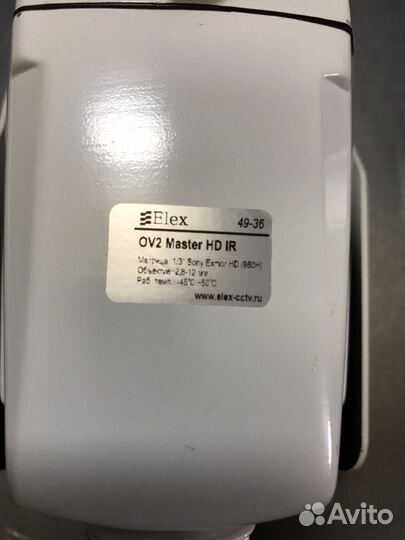 Elex 49-36
OV2 Master HD IR
Матрица: 1/3" Sony Exmor HD (960H)
Объектив: 2,8-12 мм
Раб. темп.: -45°C ~50°C
www.elex-cctv.ru
Avito